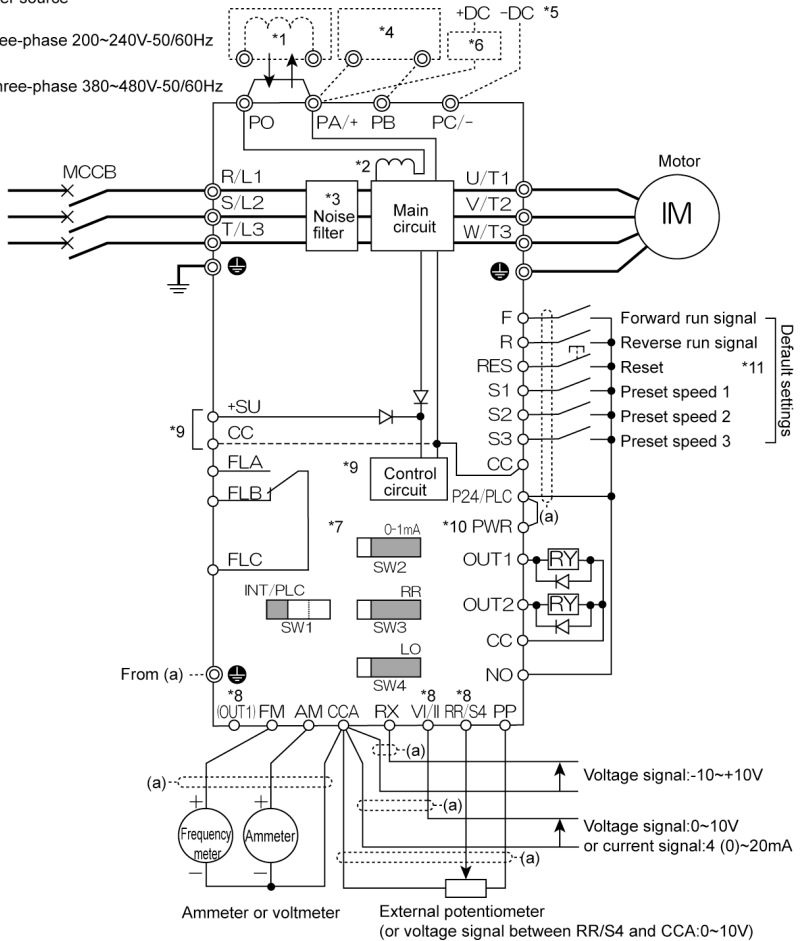 er source
ee-phase 200~240V-50/60Hz
hree-phase 380~480V-50/60Hz
*1
*4
+DC -DC *5
*6
PO PA/+ PB PC/-
MCCB
R/L1
S/L2
T/L3
*2
*3
Noise
filter
Main
circuit
U/T1
V/T2
W/T3
Motor
IM
F Forward run signal
R Reverse run signal
RES Reset *11
S1 Preset speed 1
S2 Preset speed 2
S3 Preset speed 3
Default settings
CC
P24/PLC
(a)
*10 PWR
*9
+SU
CC
*9
Control
circuit
FLA
FLB
FLC
*7
0-1mA
SW2
INT/PLC
SW1
RR
SW3
LO
SW4
OUT1 RY
OUT2 RY
CC
NO
From (a)
*8 *8 *8
(OUT1) FM AM CCA RX VI/II RR/S4 PP
(a)
Voltage signal:-10~+10V
(a)
(a)
Voltage signal:0~10V
or current signal:4 (0)~20mA
(a)
+ +
Frequency
meter
Ammeter
− −
Ammeter or voltmeter
External potentiometer
(or voltage signal between RR/S4 and CCA:0~10V)